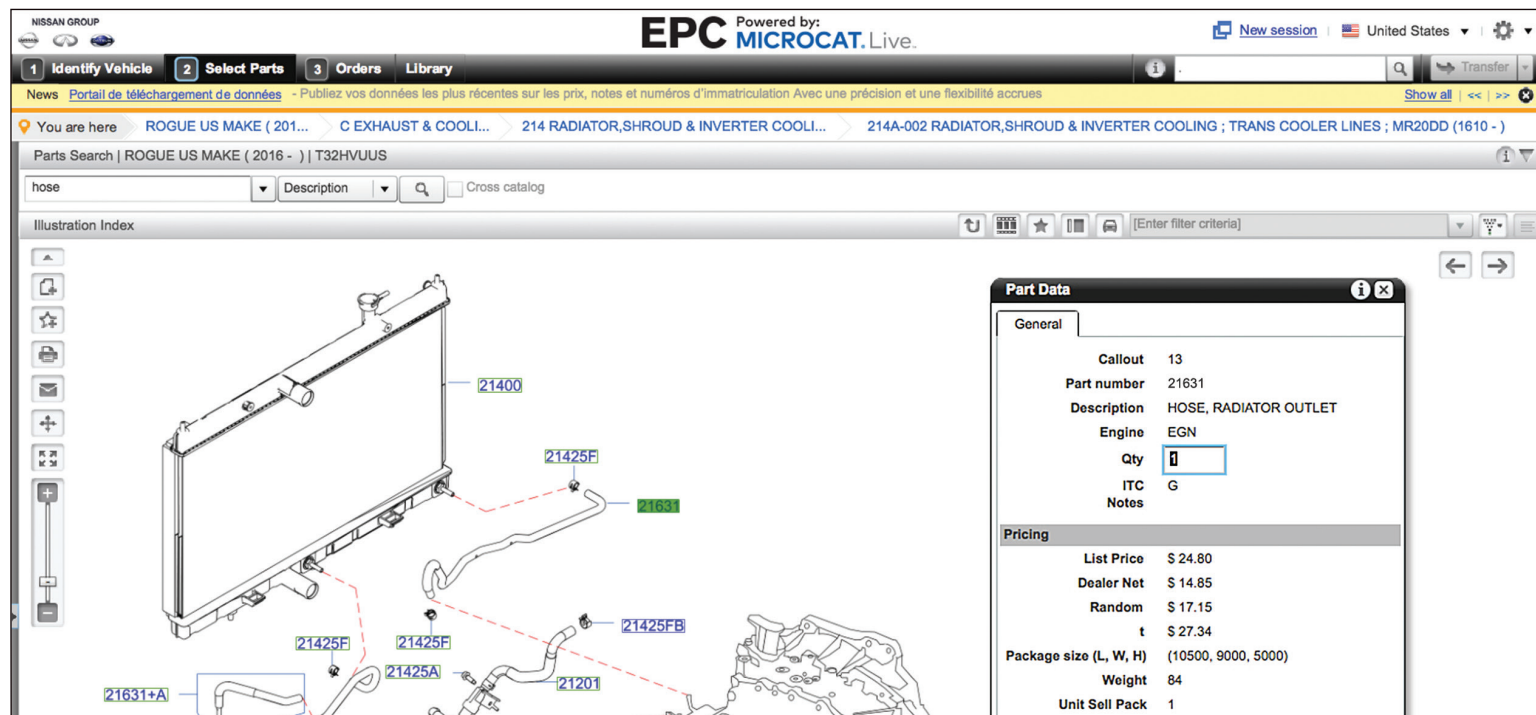 NISSAN GROUP
EPC Powered by: MICROCAT.Live
New session | United States
1 Identify Vehicle 2 Select Parts 3 Orders Library
i . Transfer
News Portail de téléchargement de données - Publiez vos données les plus récentes sur les prix, notes et numéros d'immatriculation Avec une précision et une flexibilité accrues
Show all | << | >>
You are here ROGUE US MAKE ( 201... C EXHAUST & COOLI... 214 RADIATOR,SHROUD & INVERTER COOLI... 214A-002 RADIATOR,SHROUD & INVERTER COOLING ; TRANS COOLER LINES ; MR20DD (1610 - )
Parts Search | ROGUE US MAKE ( 2016 - ) | T32HVUUS
hose Description Cross catalog
Illustration Index
[Enter filter criteria]
21400
21425F
21631
21425F
21425F
21425FB
21425A
21201
21631+A
Part Data
General
Callout 13
Part number 21631
Description HOSE, RADIATOR OUTLET
Engine EGN
Qty 1
ITC G
Notes
Pricing
List Price $ 24.80
Dealer Net $ 14.85
Random $ 17.15
t $ 27.34
Package size (L, W, H) (10500, 9000, 5000)
Weight 84
Unit Sell Pack 1